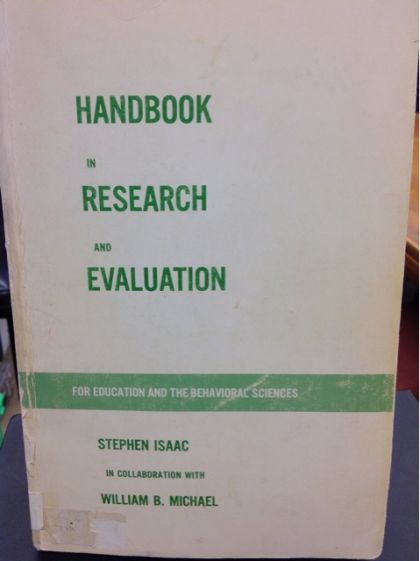 HANDBOOK
IN
RESEARCH
AND
EVALUATION
FOR EDUCATION AND THE BEHAVIORAL SCIENCES
STEPHEN ISAAC
IN COLLABORATION WITH
WILLIAM B. MICHAEL